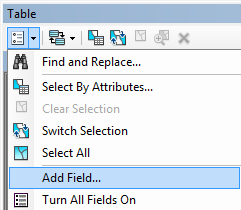 Table
Find and Replace...
Select By Attributes...
Clear Selection
Switch Selection
Select All
Add Field...
Turn All Fields On